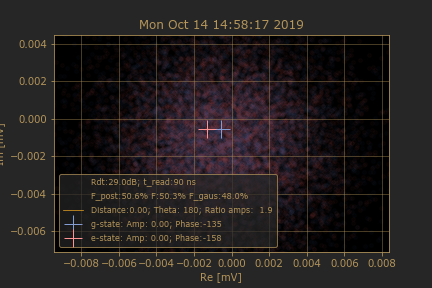 Mon Oct 14 14:58:17 2019
0.004
0.002
0.000
−0.002
−0.004
−0.006
Im [mV]
Rdt:29.0dB; t_read:90 ns
F_post:50.6% F:50.3% F_gaus:48.0%
Distance:0.00; Theta: 180; Ratio amps: 1.9
g-state: Amp: 0.00; Phase:-135
e-state: Amp: 0.00; Phase:-158
−0.008 −0.006 −0.004 −0.002 0.000 0.002 0.004 0.006 0.008
Re [mV]